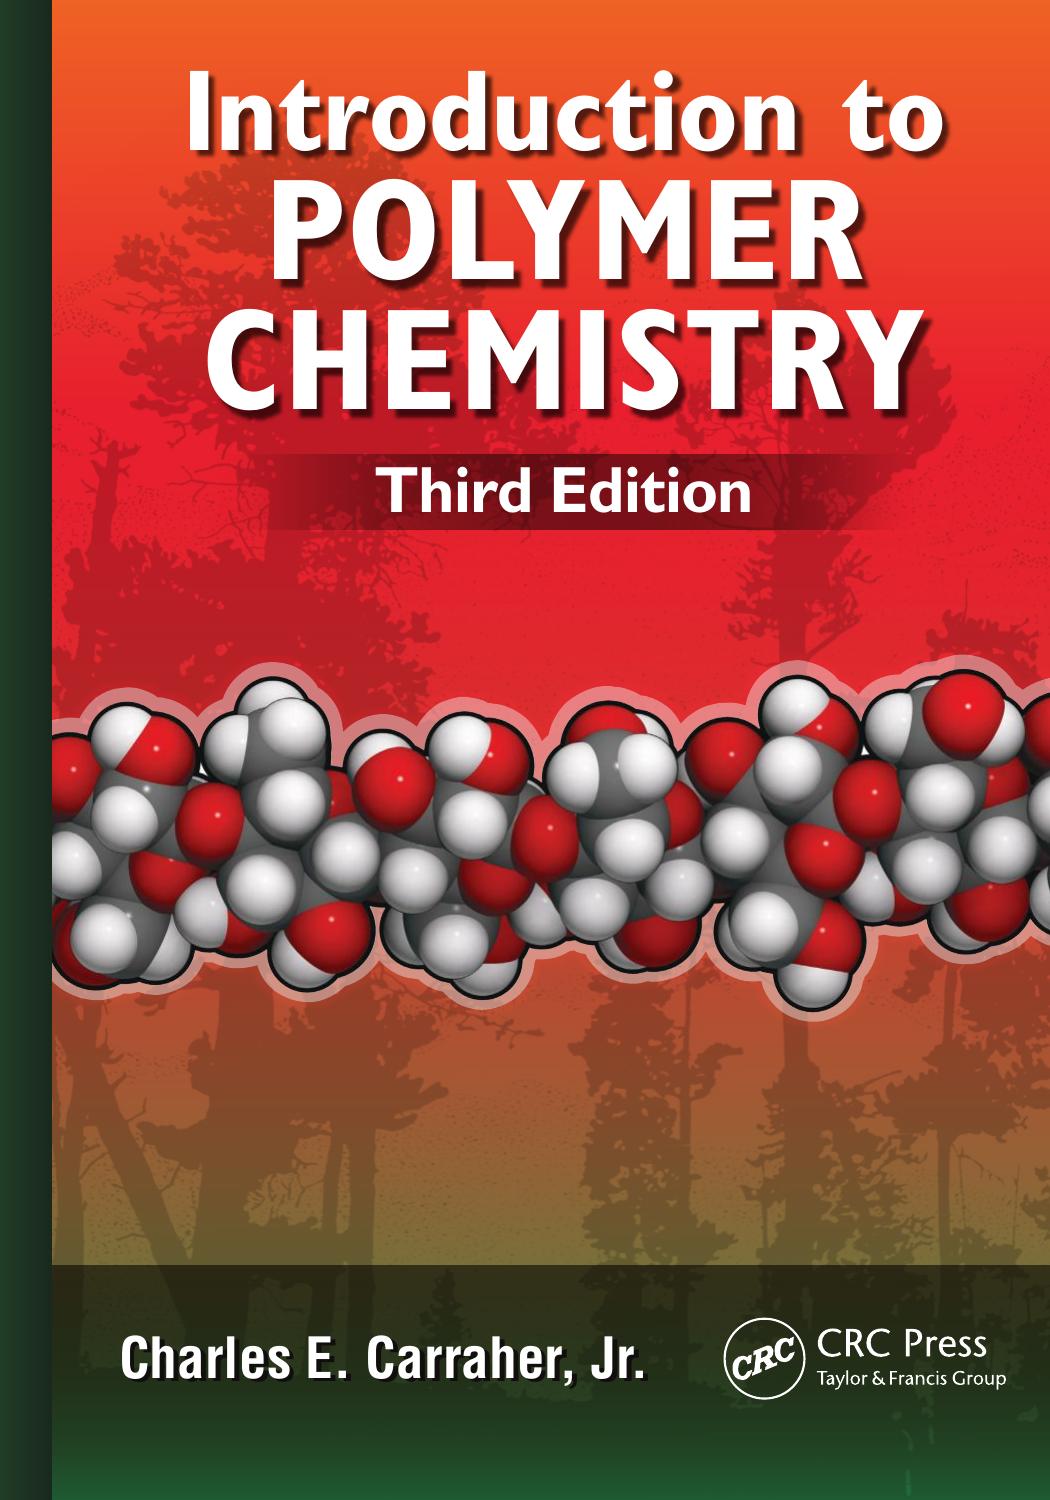 Introduction to
POLYMER
CHEMISTRY
Third Edition
Charles E. Carraher, Jr.
CRC
CRC Press
Taylor & Francis Group